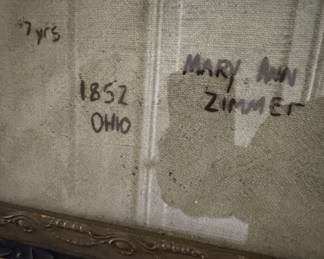 7 yrs
1852
OHIO
MARY ANN
ZIMMER